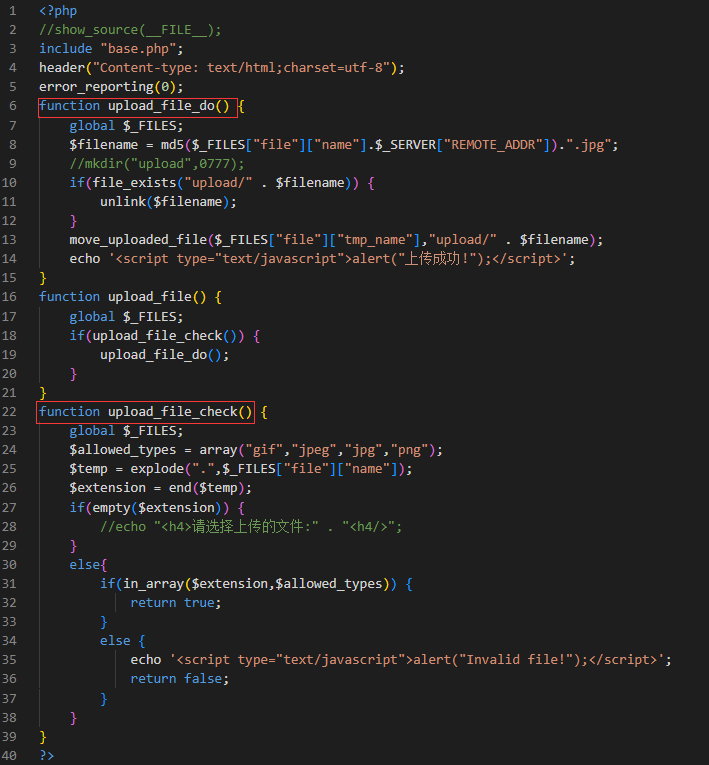 1 <?php
2 //show_source(__FILE__);
3 include "base.php";
4 header("Content-type: text/html;charset=utf-8");
5 error_reporting(0);
6 function upload_file_do() {
7     global $_FILES;
8     $filename = md5($_FILES["file"]["name"].$_SERVER["REMOTE_ADDR"]).".jpg";
9     //mkdir("upload",0777);
10     if(file_exists("upload/" . $filename)) {
11         unlink($filename);
12     }
13     move_uploaded_file($_FILES["file"]["tmp_name"],"upload/" . $filename);
14     echo '<script type="text/javascript">alert("上传成功!");</script>';
15 }
16 function upload_file() {
17     global $_FILES;
18     if(upload_file_check()) {
19         upload_file_do();
20     }
21 }
22 function upload_file_check() {
23     global $_FILES;
24     $allowed_types = array("gif","jpeg","jpg","png");
25     $temp = explode(".",$_FILES["file"]["name"]);
26     $extension = end($temp);
27     if(empty($extension)) {
28         //echo "<h4>请选择上传的文件:" . "<h4/>";
29     }
30     else{
31         if(in_array($extension,$allowed_types)) {
32             return true;
33         }
34         else {
35             echo '<script type="text/javascript">alert("Invalid file!");</script>';
36             return false;
37         }
38     }
39 }
40 ?>